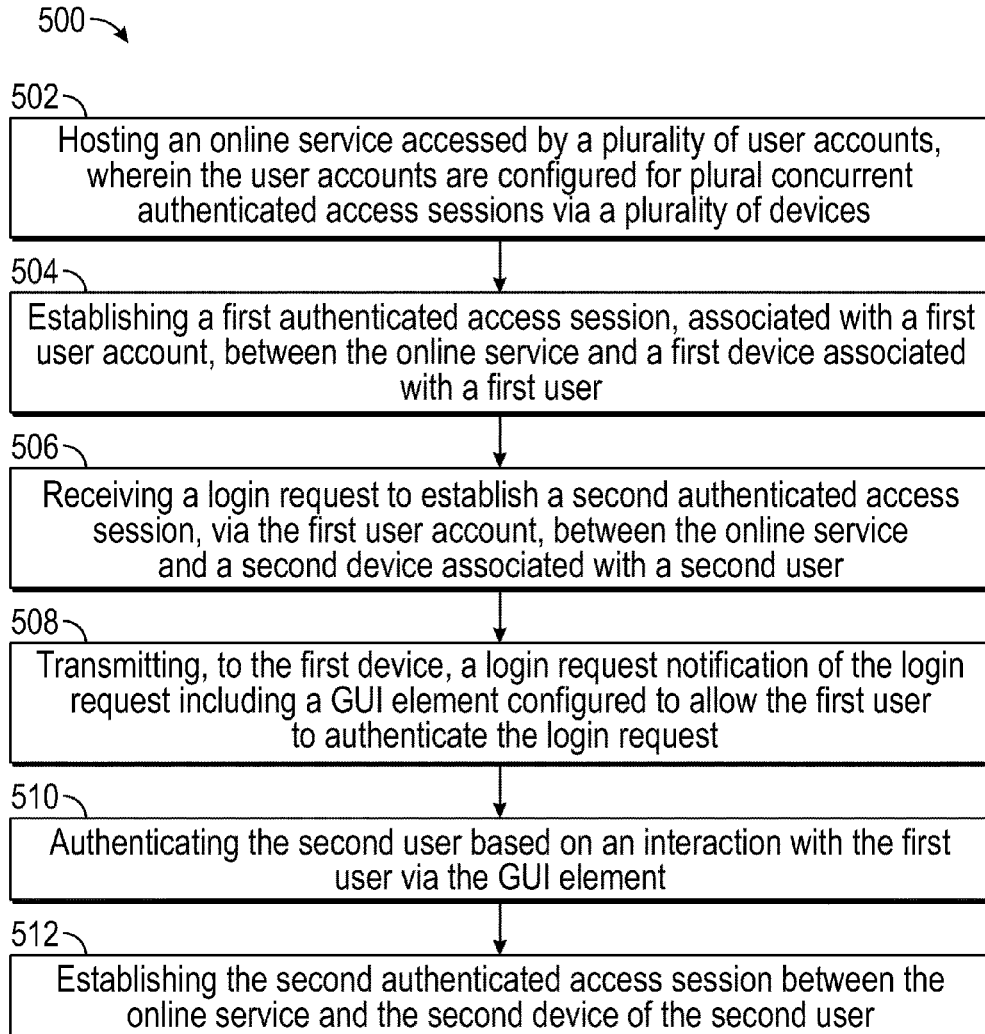 500
502
Hosting an online service accessed by a plurality of user accounts,
wherein the user accounts are configured for plural concurrent
authenticated access sessions via a plurality of devices
504
Establishing a first authenticated access session, associated with a first
user account, between the online service and a first device associated
with a first user
506
Receiving a login request to establish a second authenticated access
session, via the first user account, between the online service
and a second device associated with a second user
508
Transmitting, to the first device, a login request notification of the login
request including a GUI element configured to allow the first user
to authenticate the login request
510
Authenticating the second user based on an interaction with the first
user via the GUI element
512
Establishing the second authenticated access session between the
online service and the second device of the second user